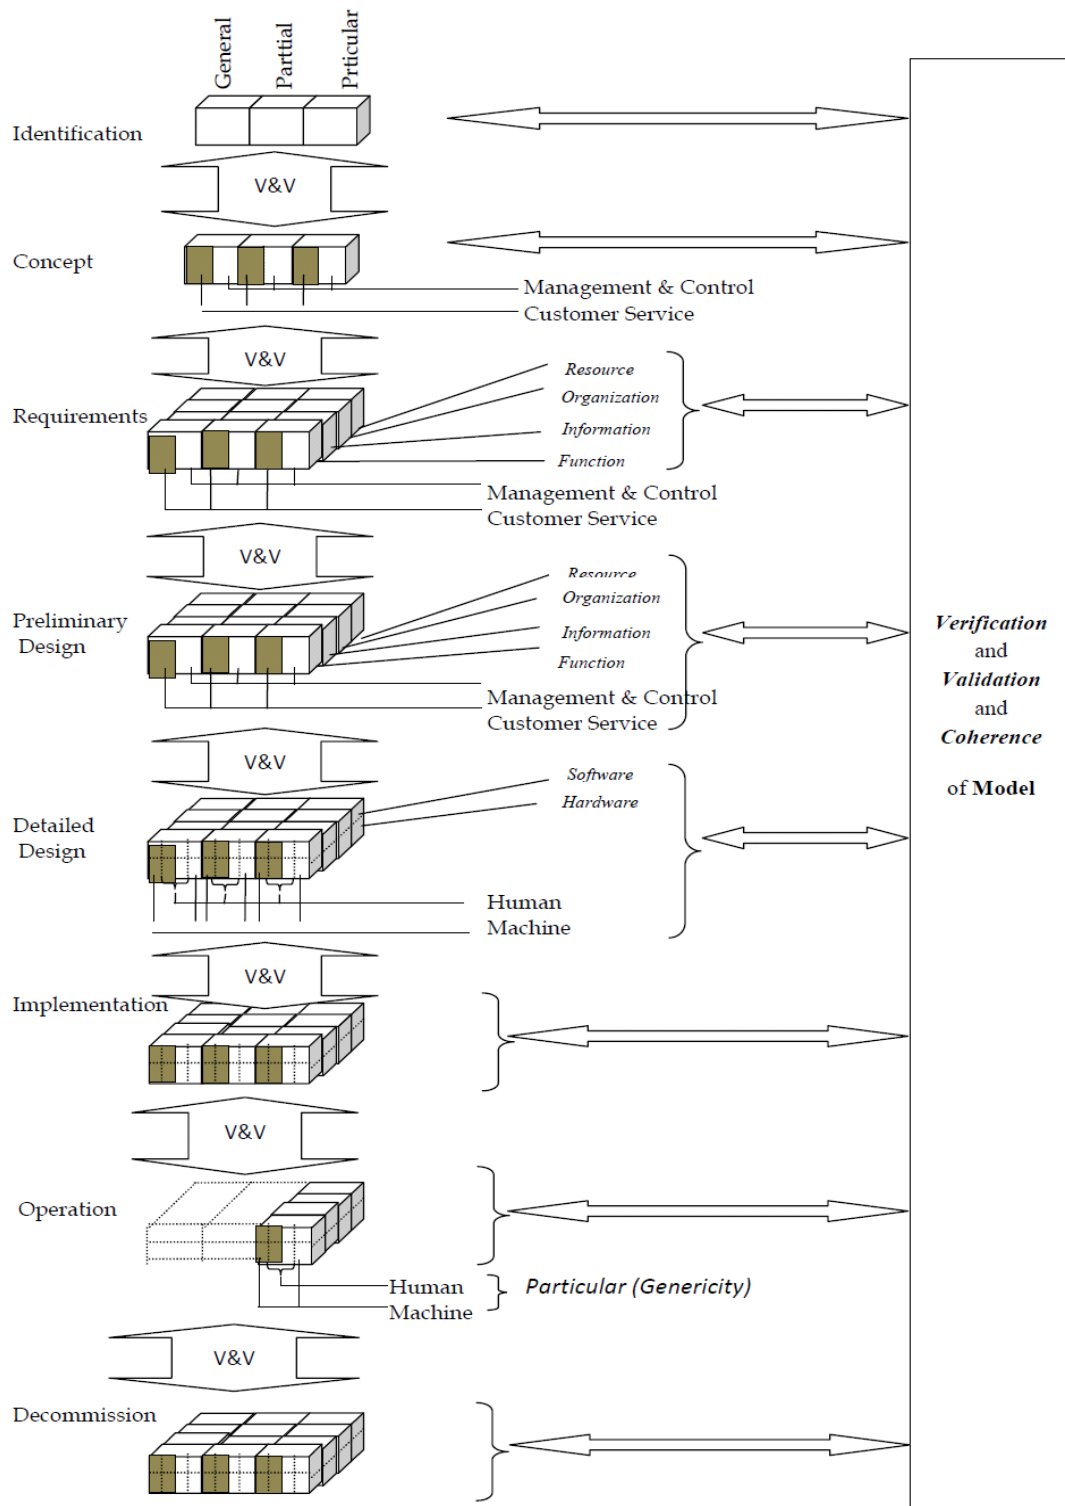 General
Parttial
Prticular
Identification
V&V
Concept
Management & Control
Customer Service
V&V
Requirements
Resource
Organization
Information
Function
Management & Control
Customer Service
V&V
Preliminary
Design
Resource
Organization
Information
Function
Management & Control
Customer Service
V&V
Detailed
Design
Software
Hardware
Human
Machine
V&V
Implementation
V&V
Operation
Human
Machine
Particular (Genericity)
V&V
Decommission
Verification
and
Validation
and
Coherence
of Model